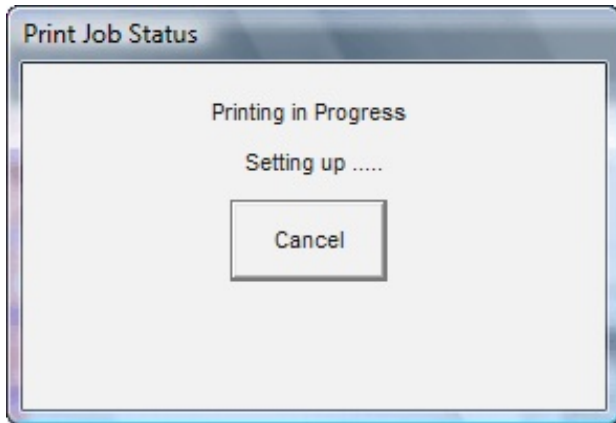 Print Job Status
Printing in Progress
Setting up .....
Cancel